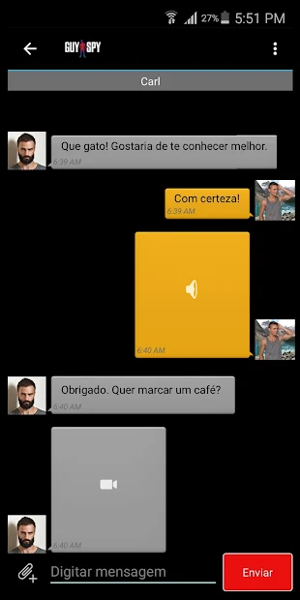 27% 5:51 PM
GUY SPY
Carl
Que gato! Gostaria de te conhecer melhor.
6:39 AM
Com certeza!
6:39 AM
6:40 AM
Obrigado. Quer marcar um café?
6:40 AM
6:40 AM
Digitar mensagem
Enviar